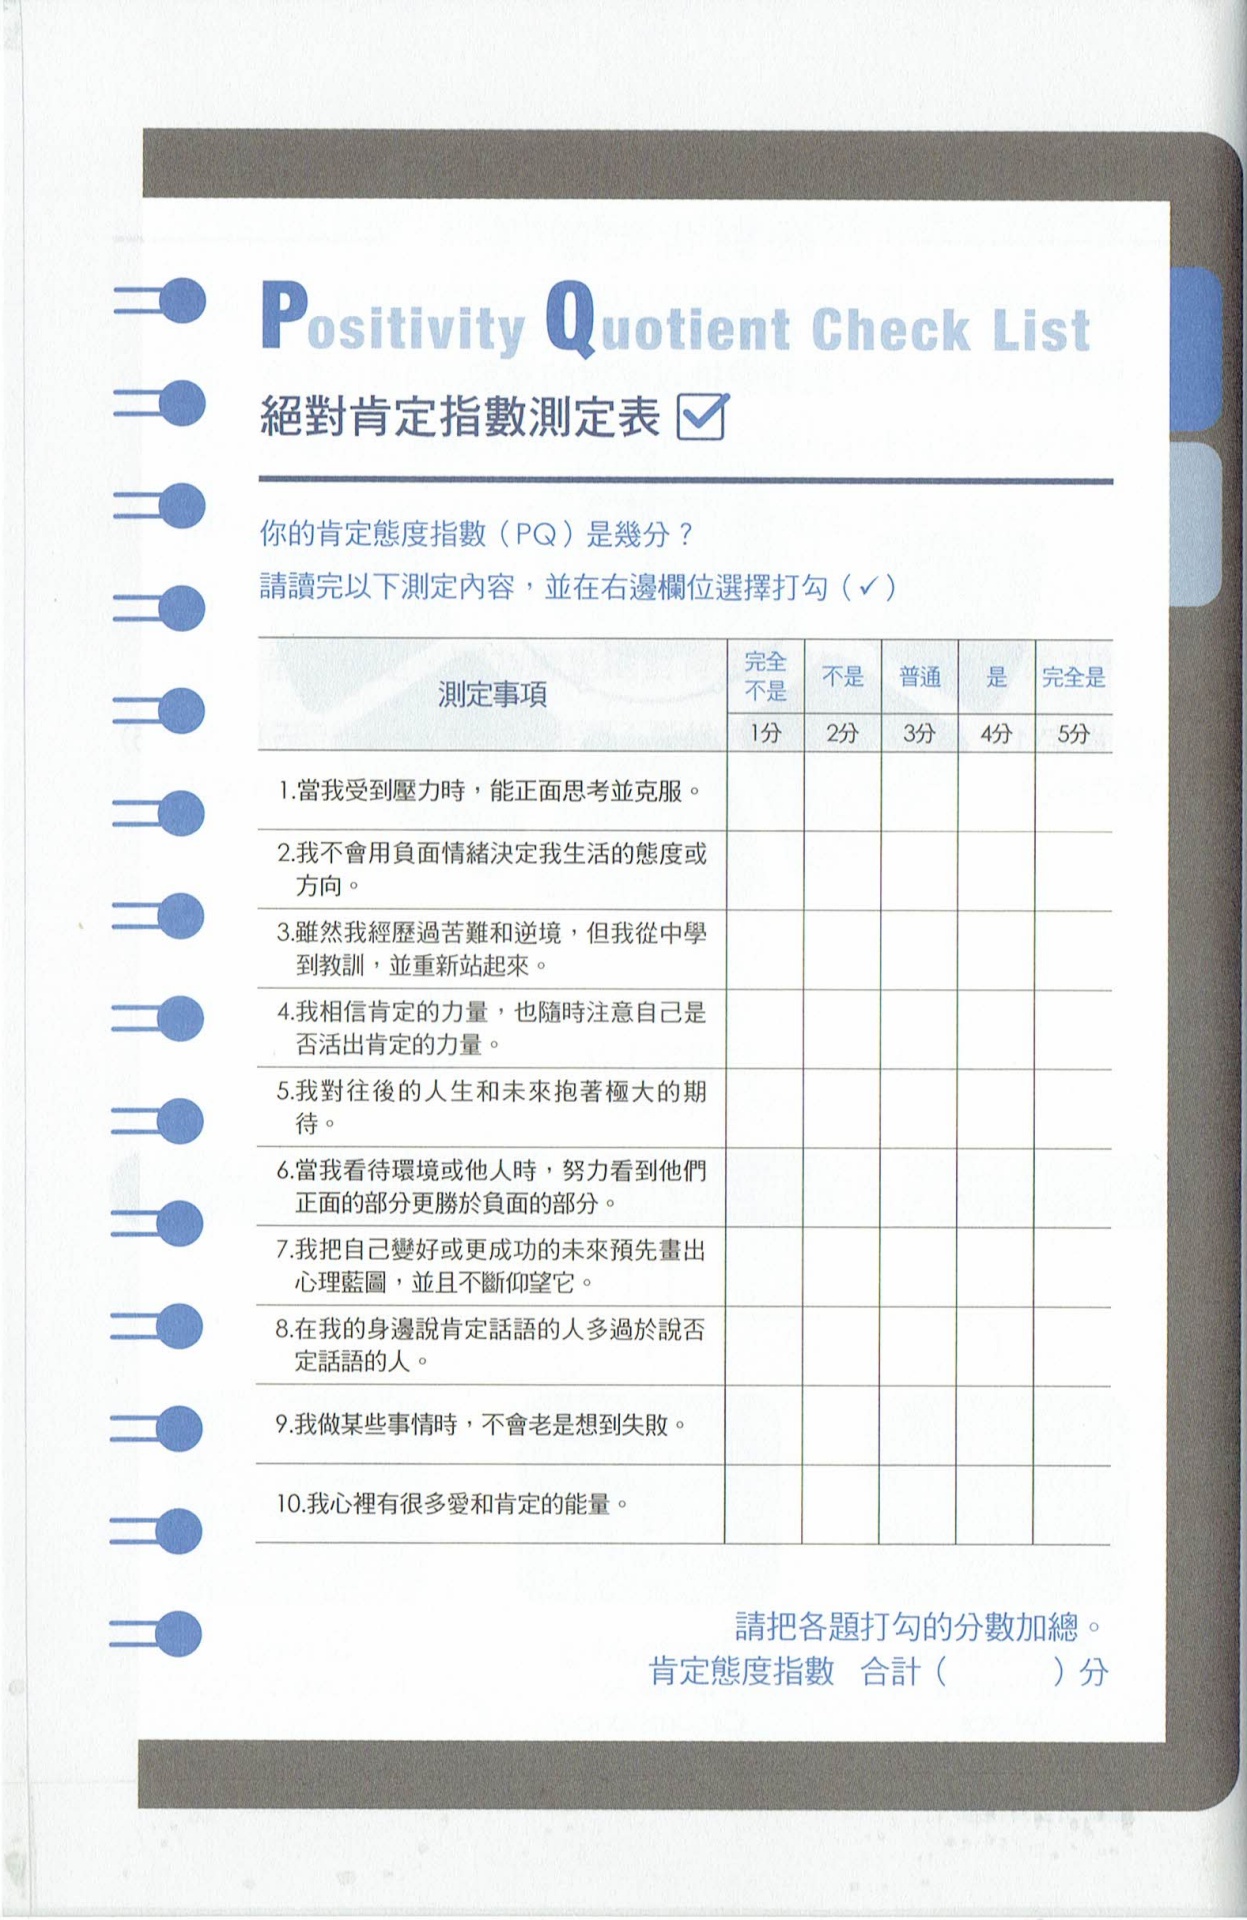 Positivity Quotient Check List
絕對肯定指數測定表
你的肯定態度指數（PQ）是幾分？
請讀完以下測定內容，並在右邊欄位選擇打勾（✓）
測定事項
完全
不是
不是
普通
是
完全是
1分
2分
3分
4分
5分
1.當我受到壓力時，能正面思考並克服。
2.我不會用負面情緒決定我生活的態度或
方向。
3.雖然我經歷過苦難和逆境，但我從中學
到教訓，並重新站起來。
4.我相信肯定的力量，也隨時注意自己是
否活出肯定的力量。
5.我對往後的人生和未來抱著極大的期
待。
6.當我看待環境或他人時，努力看到他們
正面的部分更勝於負面的部分。
7.我把自己變好或更成功的未來預先畫出
心理藍圖，並且不斷仰望它。
8.在我的身邊說肯定話語的人多過於說否
定話語的人。
9.我做某些事情時，不會老是想到失敗。
10.我心裡有很多愛和肯定的能量。
請把各題打勾的分數加總。
肯定態度指數 合計（ ）分